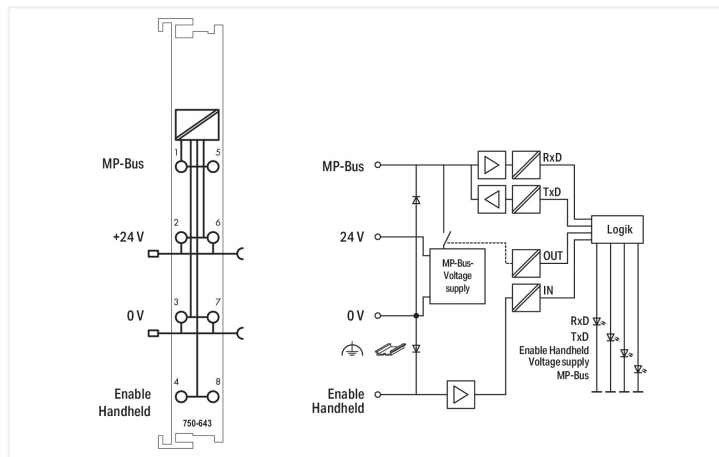 1
5
MP-Bus
2
6
+24 V
3
7
0 V
4
8
Enable
Handheld
750-643
MP-Bus
RxD
TxD
24 V
Logik
MP-Bus-
Voltage
supply
OUT
IN
0 V
RxD
TxD
Enable Handheld
Voltage supply
MP-Bus
Enable
Handheld